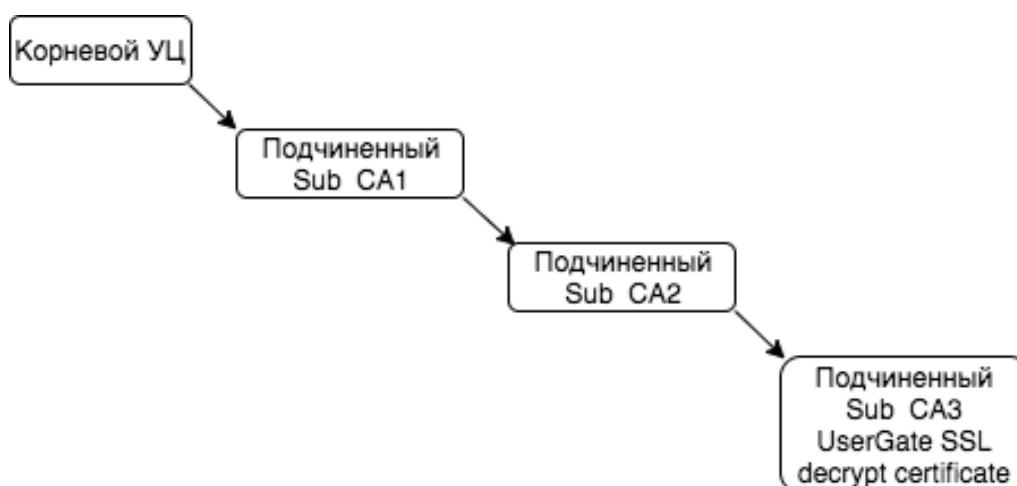 Корневой УЦ
Подчиненный
Sub CA1
Подчиненный
Sub CA2
Подчиненный
Sub CA3
UserGate SSL
decrypt certificate